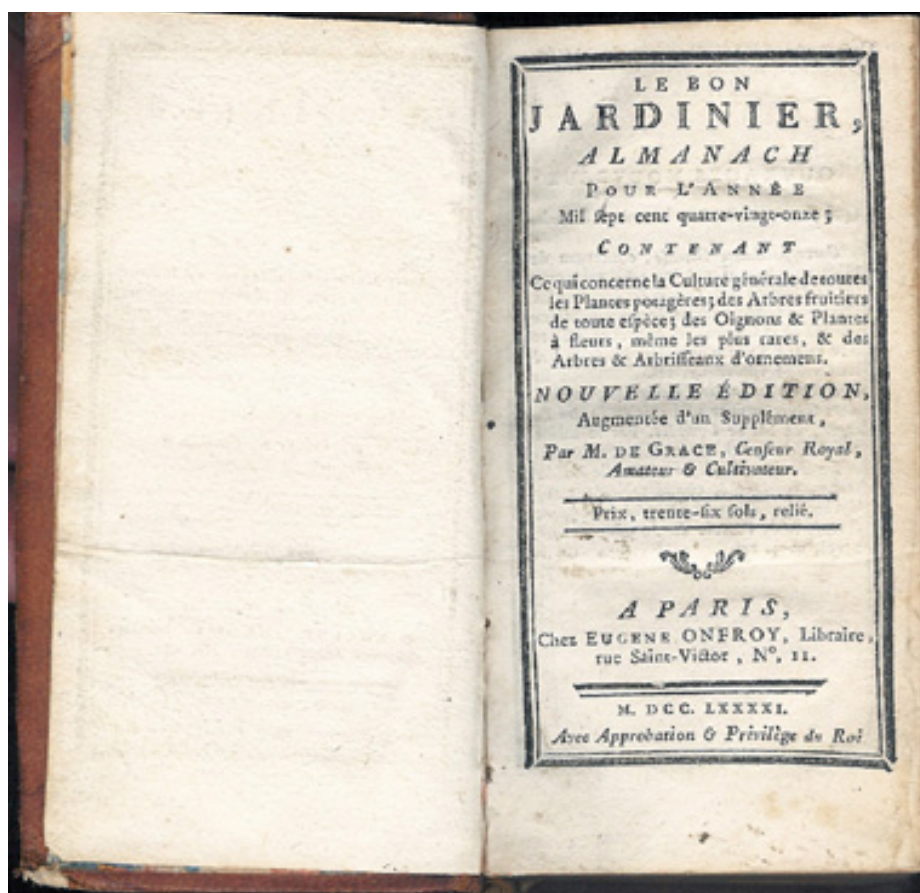 LE BON
JARDINIER,
ALMANACH
POUR L'ANNÉE
Mil ſept cent quatre-vingt-onze ;
CONTENANT
Ce qui concerne la Culture générale de toutes
les Plantes potagères ; des Arbres fruitiers
de toute eſpèce ; des Oignons & Plantes
à fleurs, même les plus rares, & des
Arbres & Arbriſſeaux d'ornement.
NOUVELLE ÉDITION,
Augmentée d'un Supplément,
Par M. DE GRACE, Cenſeur Royal,
Amateur & Cultivateur.
Prix, trente-ſix ſols, relié.
A PARIS,
Chez EUGENE ONFROY, Libraire,
rue Saint-Victor, N°. 11.
M. DCC. LXXXXI.
Avec Approbation & Privilège du Roi